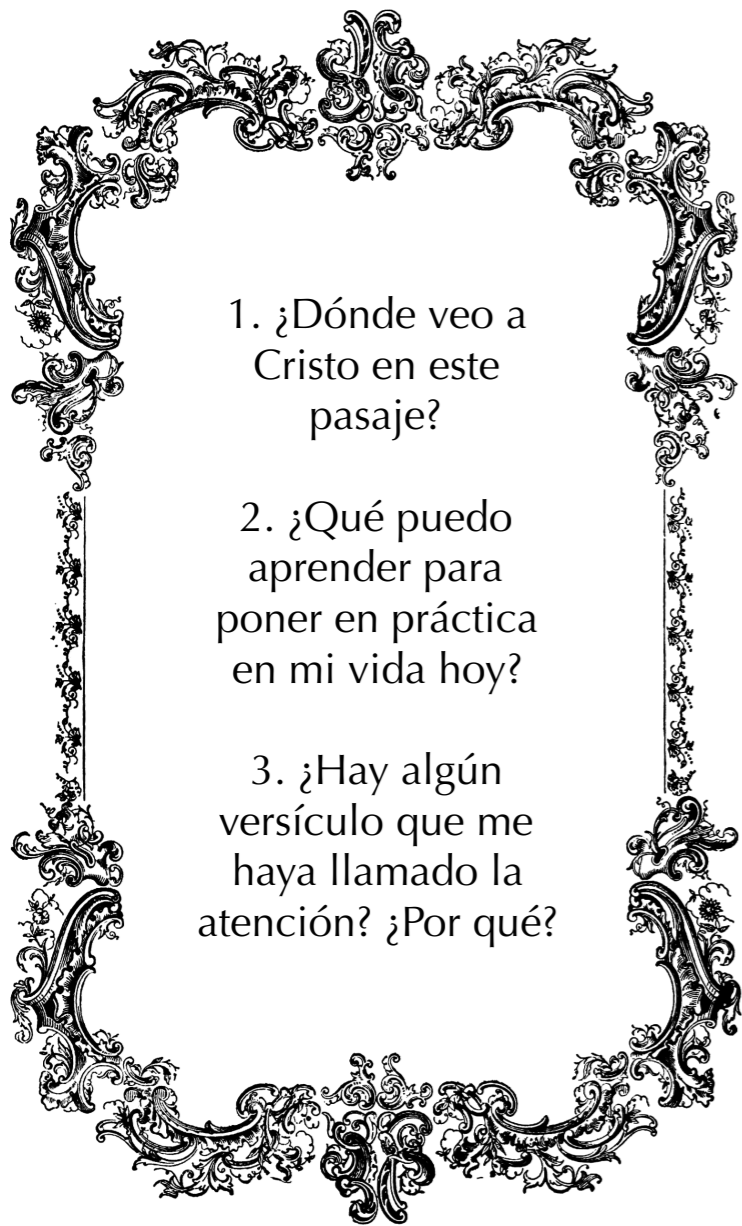 1. ¿Dónde veo a
Cristo en este
pasaje?
2. ¿Qué puedo
aprender para
poner en práctica
en mi vida hoy?
3. ¿Hay algún
versículo que me
haya llamado la
atención? ¿Por qué?